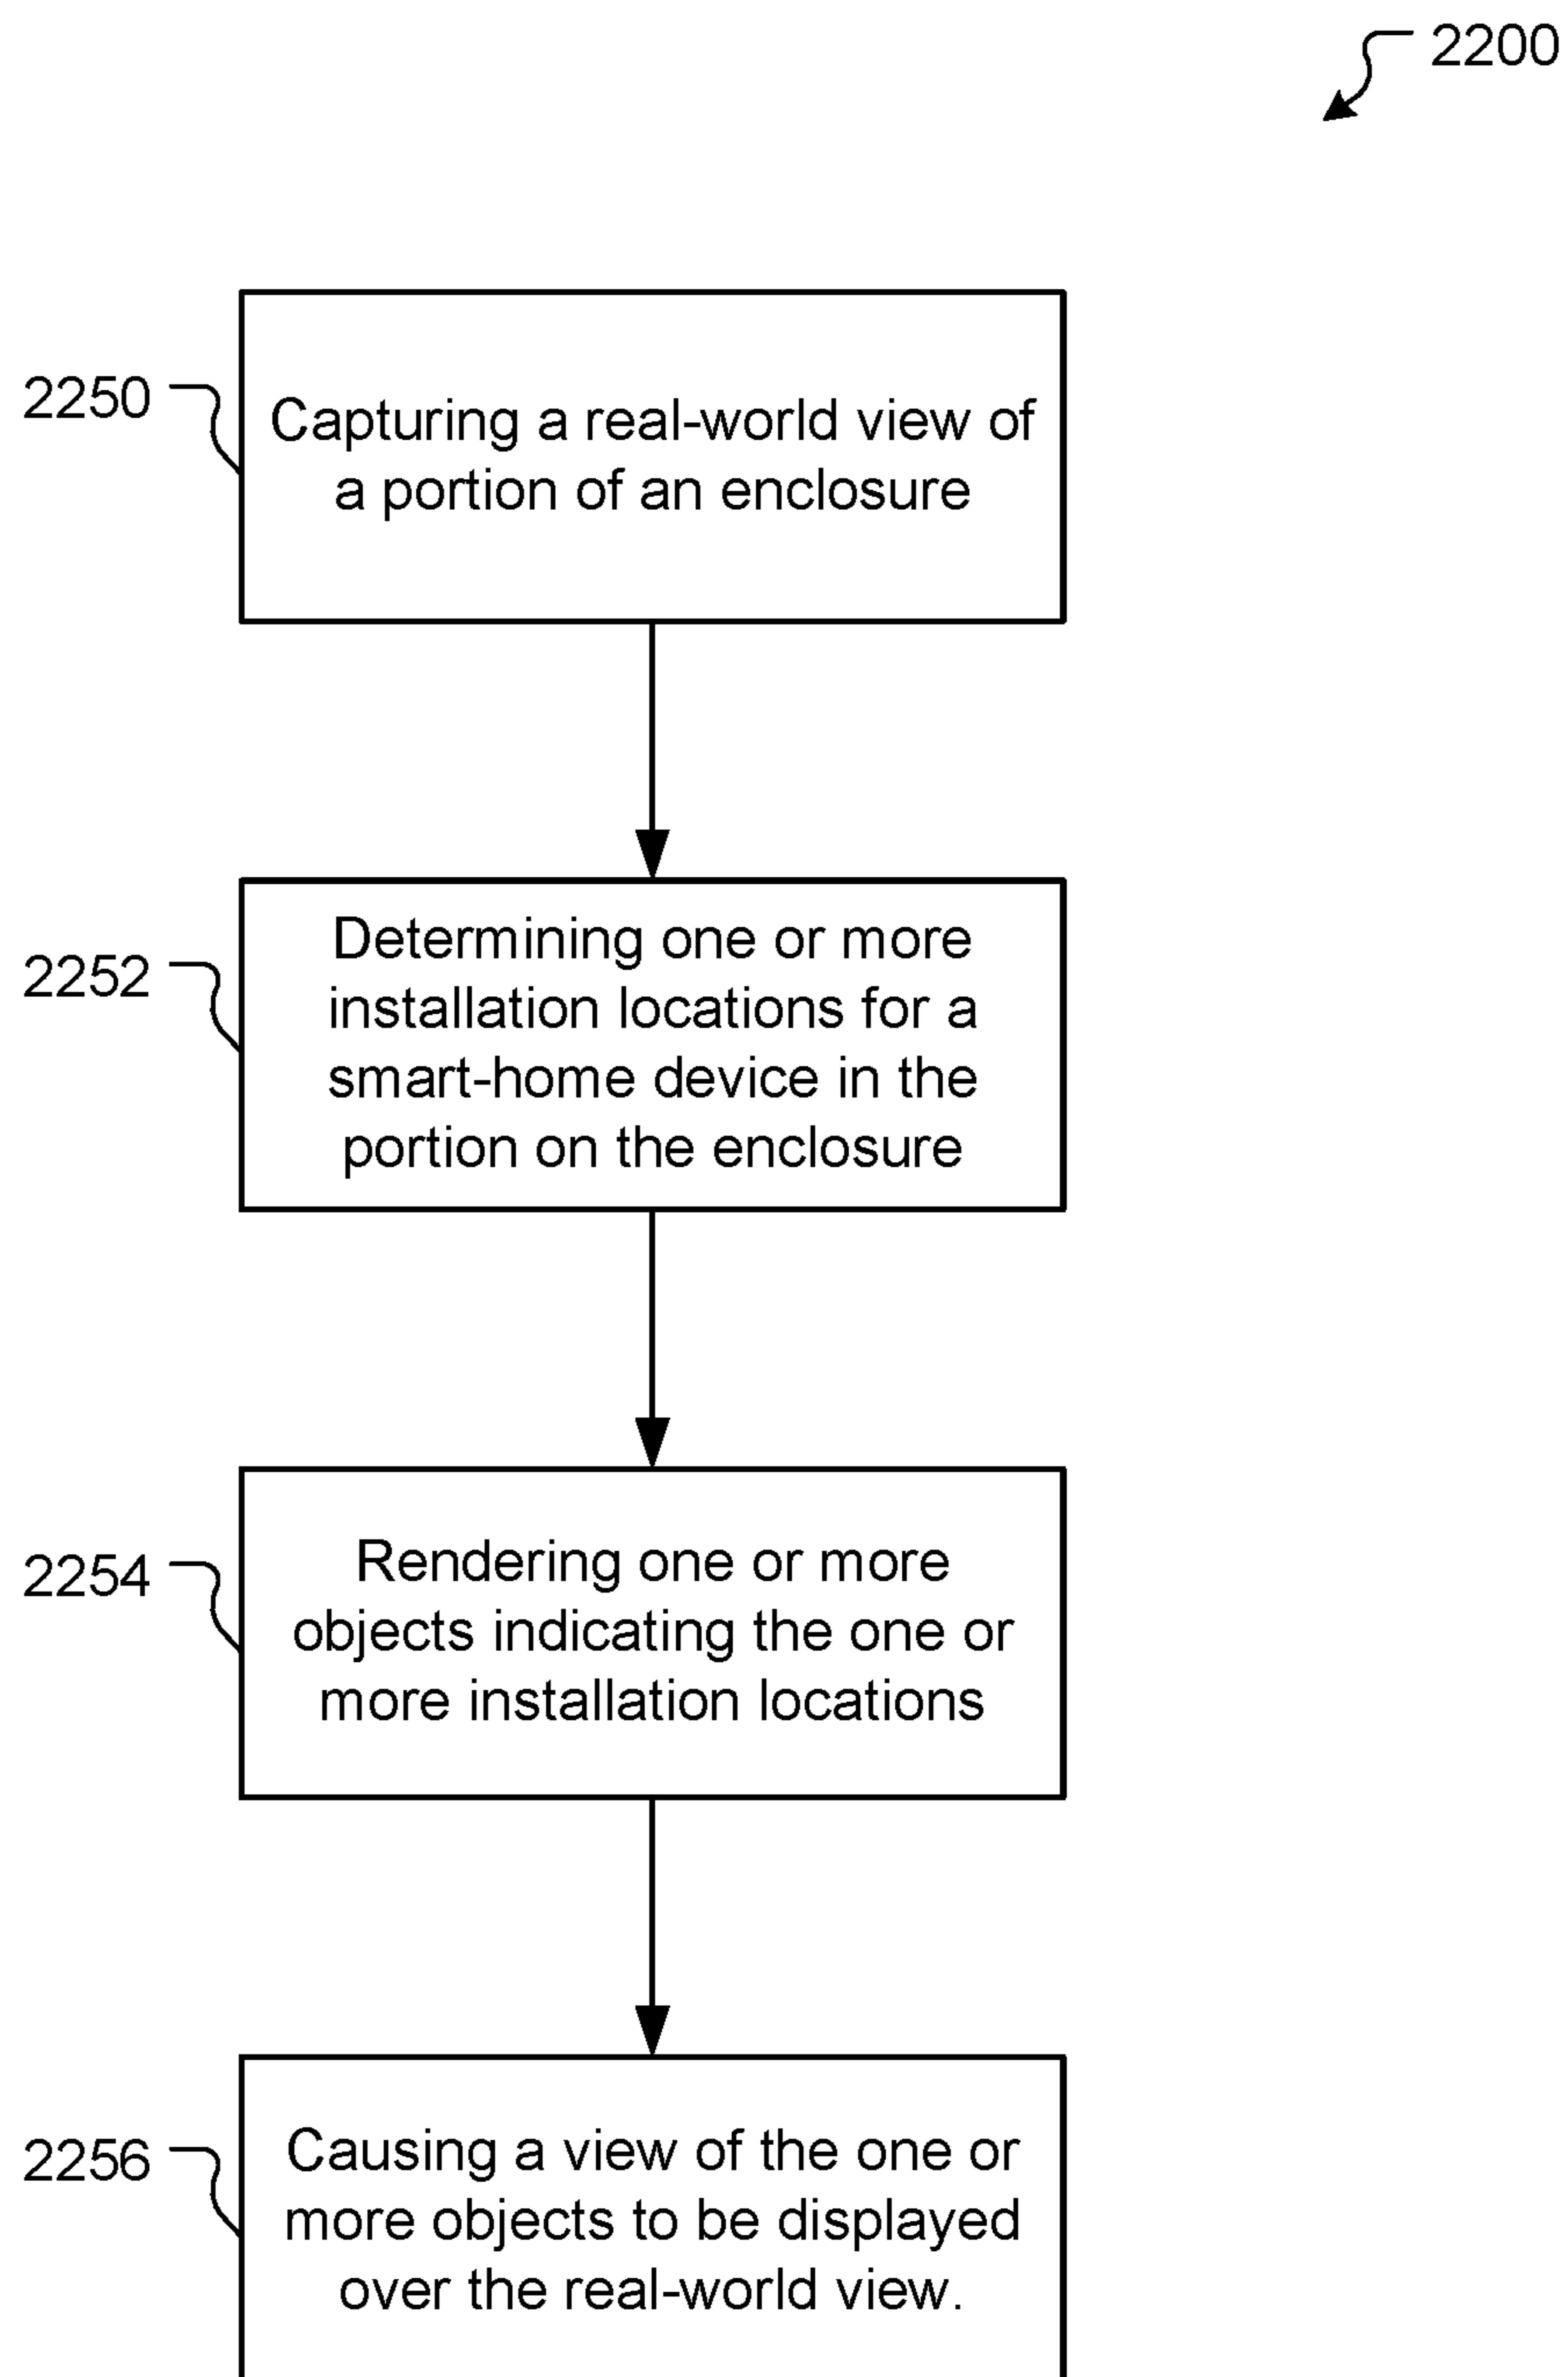 2200
2250
Capturing a real-world view of
a portion of an enclosure
2252
Determining one or more
installation locations for a
smart-home device in the
portion on the enclosure
2254
Rendering one or more
objects indicating the one or
more installation locations
2256
Causing a view of the one or
more objects to be displayed
over the real-world view.